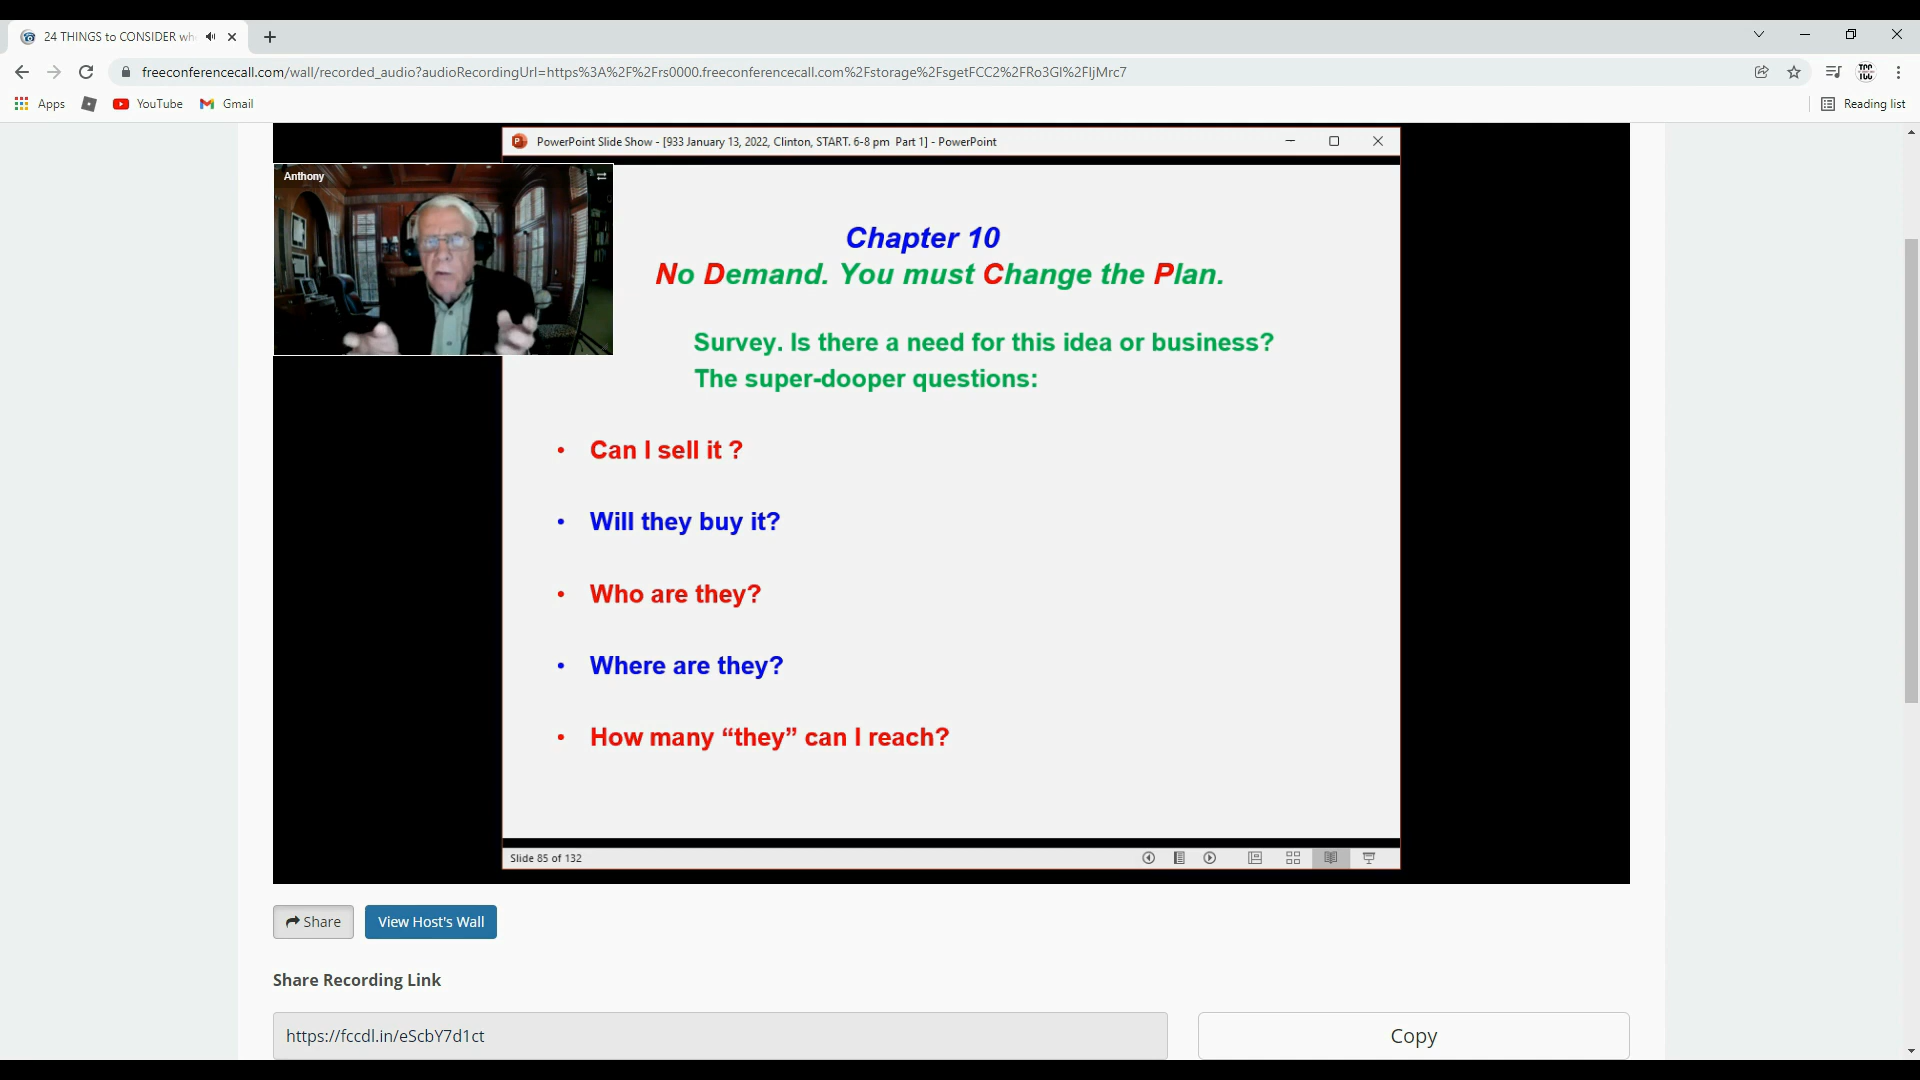 24 THINGS to CONSIDER
freeconferencecall.com/wall/recorded_audio?audioRecordingUrl=https%3A%2F%2Frs0000.freeconferencecall.com%2Fstorage%2FsgetFCC2%2FRo3GI%2FIjMrc7
Apps YouTube Gmail Reading list
PowerPoint Slide Show - [933 January 13, 2022, Clinton, START. 6-8 pm Part 1] - PowerPoint
Anthony
Chapter 10
No Demand. You must Change the Plan.
Survey. Is there a need for this idea or business?
The super-dooper questions:
• Can I sell it ?
• Will they buy it?
• Who are they?
• Where are they?
• How many “they” can I reach?
Slide 85 of 132
Share View Host's Wall
Share Recording Link
https://fccdl.in/eScbY7d1ct
Copy